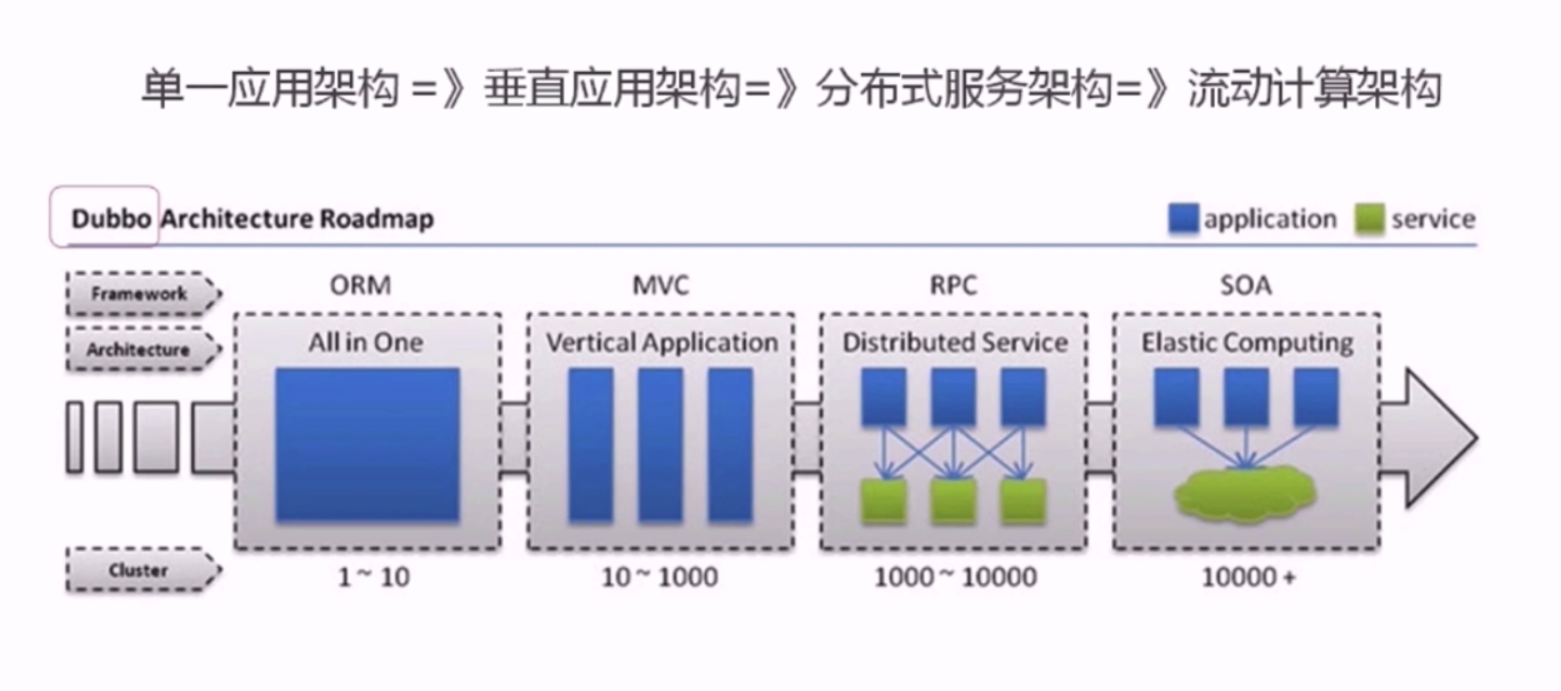 单一应用架构 =》垂直应用架构=》分布式服务架构=》流动计算架构
Dubbo Architecture Roadmap
application service
Framework
ORM MVC RPC SOA
Architecture
All in One Vertical Application Distributed Service Elastic Computing
Cluster
1 ~ 10 10 ~ 1000 1000 ~ 10000 10000 +